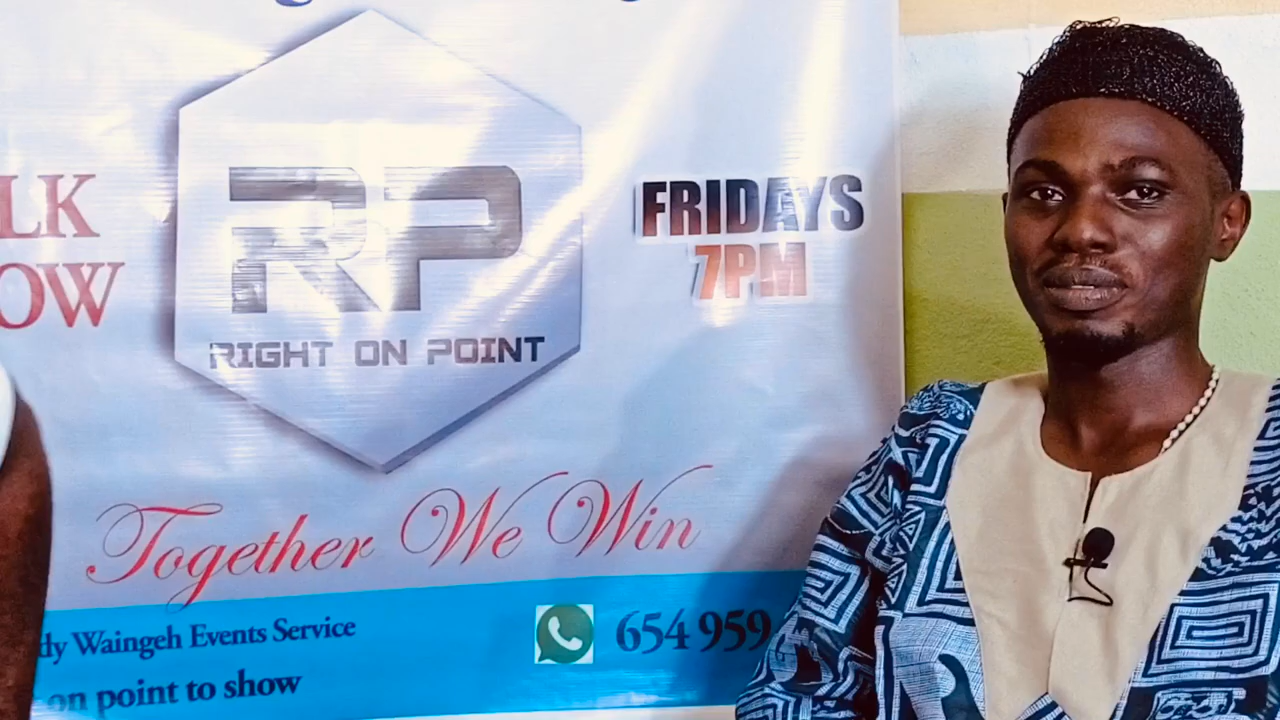 LK
OW
RP
RIGHT ON POINT
FRIDAYS
7PM
Together We Win
dy Waingeh Events Service
654 959
on point to show